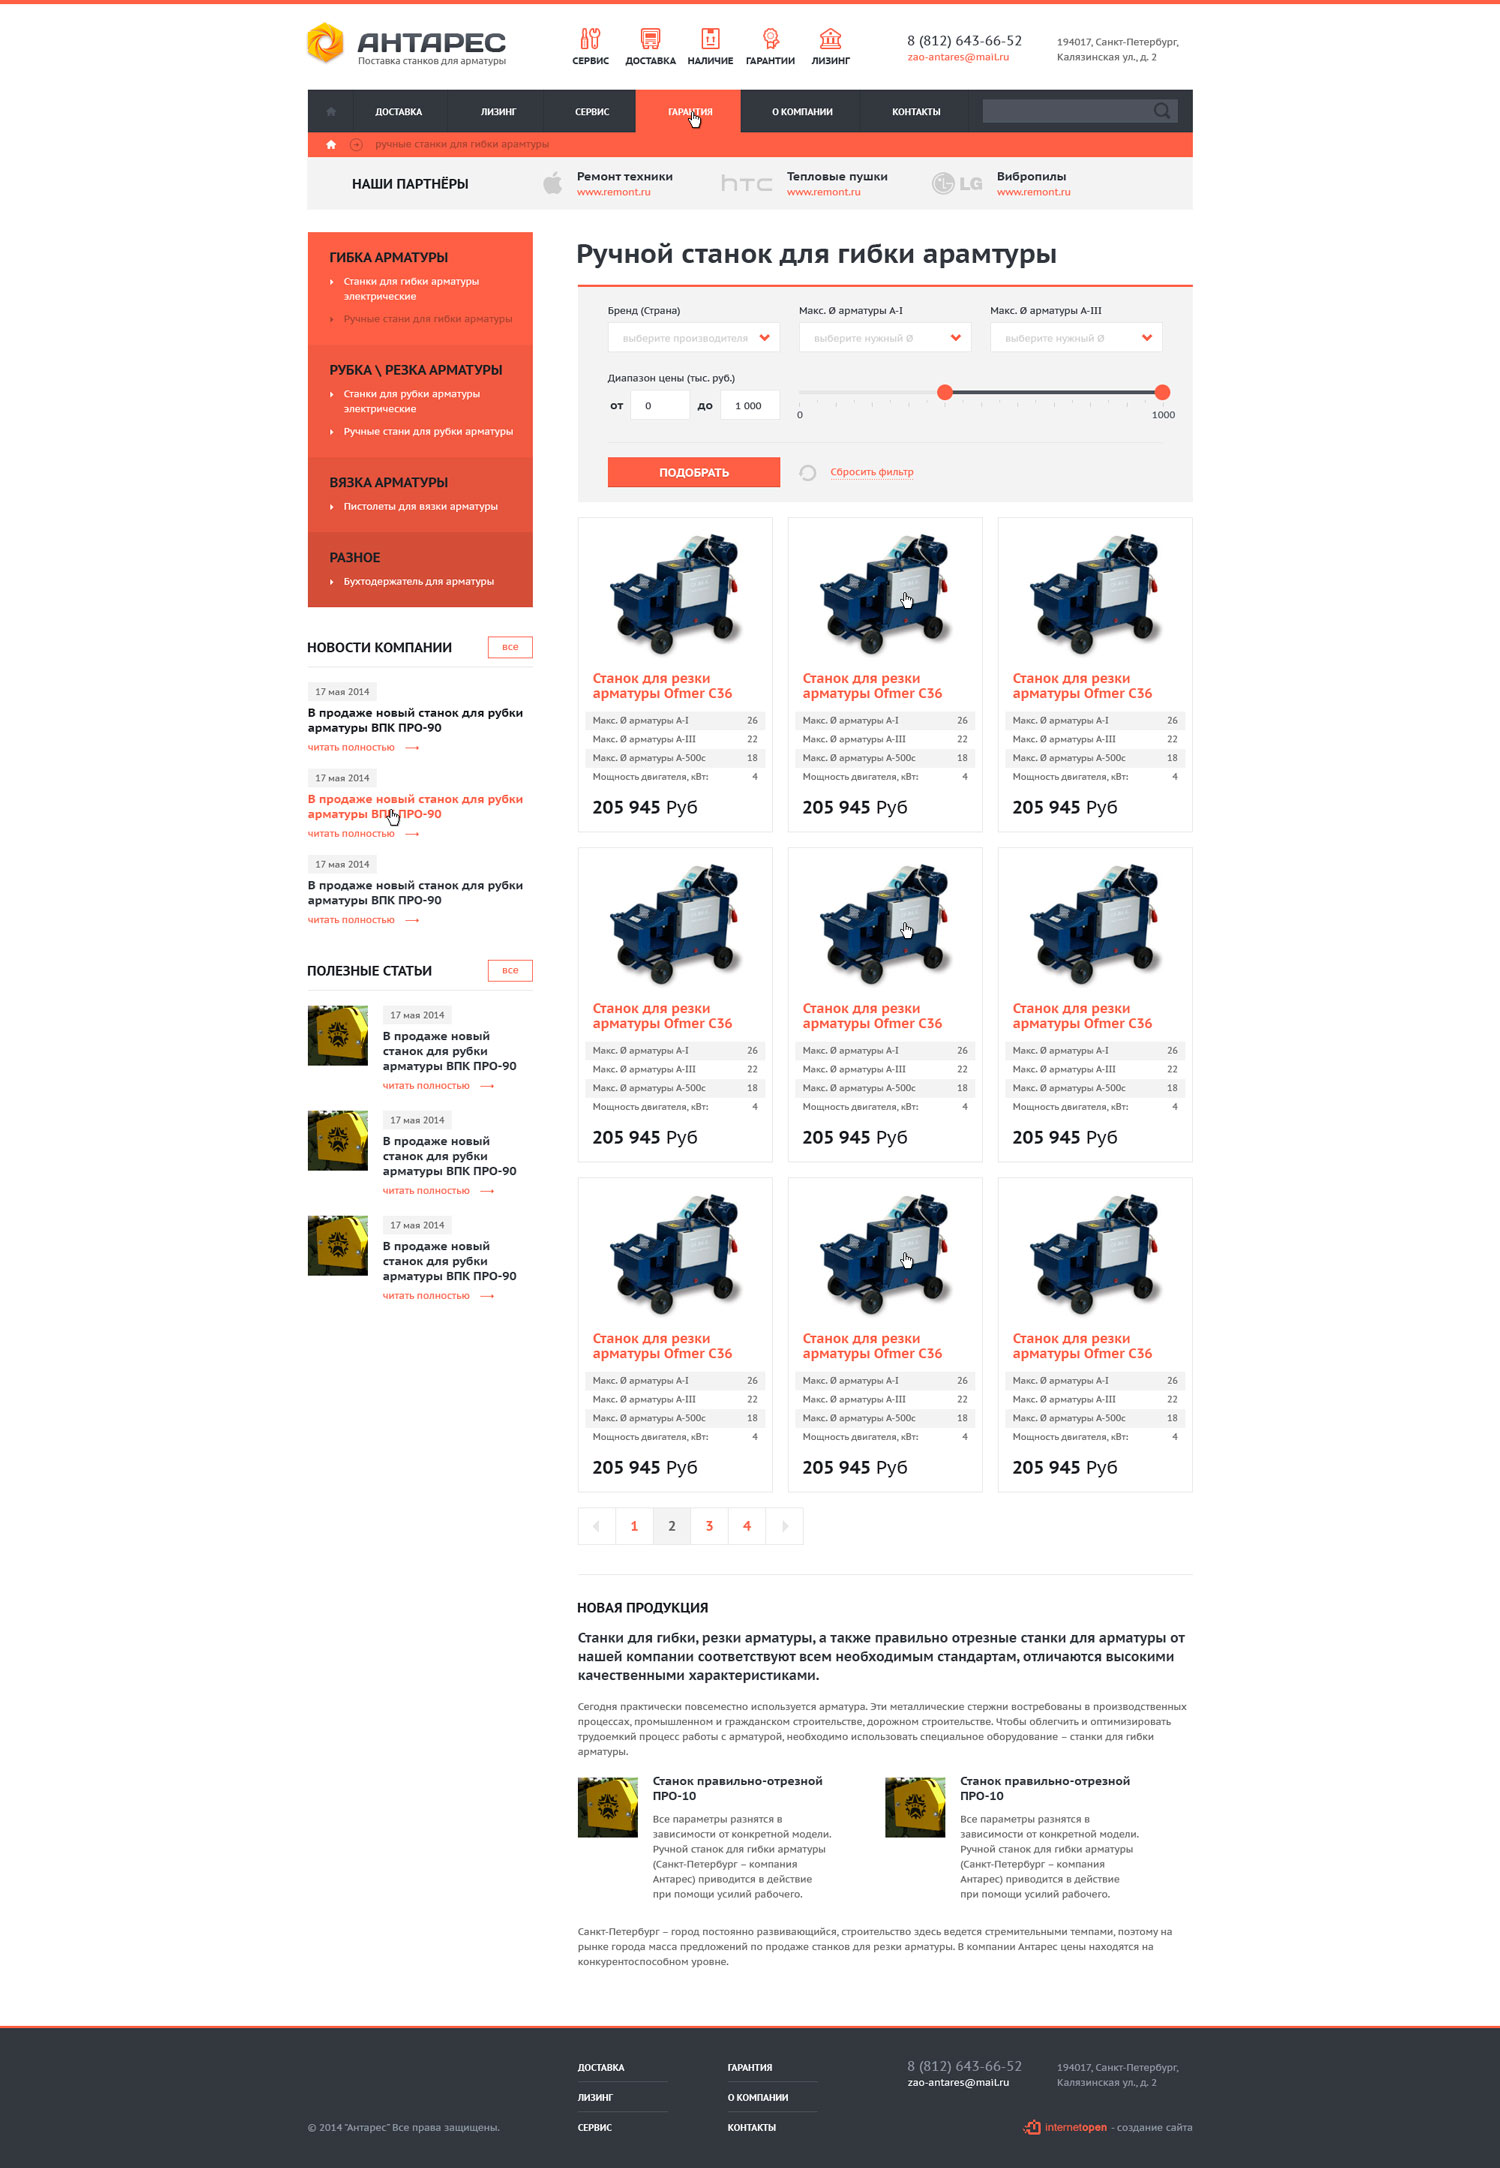 АНТАРЕС
Поставка станков для арматуры
СЕРВИС
ДОСТАВКА
НАЛИЧИЕ
ГАРАНТИИ
ЛИЗИНГ
8 (812) 643-66-52
zao-antares@mail.ru
194017, Санкт-Петербург,
Калязинская ул., д. 2
ДОСТАВКА
ЛИЗИНГ
СЕРВИС
ГАРАНТИЯ
О КОМПАНИИ
КОНТАКТЫ
ручные станки для гибки арамтуры
НАШИ ПАРТНЁРЫ
Ремонт техники
www.remont.ru
hTC
Тепловые пушки
www.remont.ru
LG
Вибропилы
www.remont.ru
ГИБКА АРМАТУРЫ
Станки для гибки арматуры
электрические
Ручные стани для гибки арматуры
РУБКА \ РЕЗКА АРМАТУРЫ
Станки для рубки арматуры
электрические
Ручные стани для рубки арматуры
ВЯЗКА АРМАТУРЫ
Пистолеты для вязки арматуры
РАЗНОЕ
Бухтодержатель для арматуры
НОВОСТИ КОМПАНИИ
все
17 мая 2014
В продаже новый станок для рубки
арматуры ВПК ПРО-90
читать полностью
17 мая 2014
В продаже новый станок для рубки
арматуры ВПК ПРО-90
читать полностью
17 мая 2014
В продаже новый станок для рубки
арматуры ВПК ПРО-90
читать полностью
ПОЛЕЗНЫЕ СТАТЬИ
все
17 мая 2014
В продаже новый
станок для рубки
арматуры ВПК ПРО-90
читать полностью
17 мая 2014
В продаже новый
станок для рубки
арматуры ВПК ПРО-90
читать полностью
17 мая 2014
В продаже новый
станок для рубки
арматуры ВПК ПРО-90
читать полностью
Ручной станок для гибки арамтуры
Бренд (Страна)
Макс. Ø арматуры А-I
Макс. Ø арматуры А-III
выберите производителя
выберите нужный Ø
выберите нужный Ø
Диапазон цены (тыс. руб.)
от 0 до 1 000
0
1000
ПОДОБРАТЬ
Сбросить фильтр
Станок для резки
арматуры Ofmer C36
Макс. Ø арматуры А-I 26
Макс. Ø арматуры А-III 22
Макс. Ø арматуры А-500с 18
Мощность двигателя, кВт: 4
205 945 Руб
Станок для резки
арматуры Ofmer C36
Макс. Ø арматуры А-I 26
Макс. Ø арматуры А-III 22
Макс. Ø арматуры А-500с 18
Мощность двигателя, кВт: 4
205 945 Руб
Станок для резки
арматуры Ofmer C36
Макс. Ø арматуры А-I 26
Макс. Ø арматуры А-III 22
Макс. Ø арматуры А-500с 18
Мощность двигателя, кВт: 4
205 945 Руб
Станок для резки
арматуры Ofmer C36
Макс. Ø арматуры А-I 26
Макс. Ø арматуры А-III 22
Макс. Ø арматуры А-500с 18
Мощность двигателя, кВт: 4
205 945 Руб
Станок для резки
арматуры Ofmer C36
Макс. Ø арматуры А-I 26
Макс. Ø арматуры А-III 22
Макс. Ø арматуры А-500с 18
Мощность двигателя, кВт: 4
205 945 Руб
Станок для резки
арматуры Ofmer C36
Макс. Ø арматуры А-I 26
Макс. Ø арматуры А-III 22
Макс. Ø арматуры А-500с 18
Мощность двигателя, кВт: 4
205 945 Руб
Станок для резки
арматуры Ofmer C36
Макс. Ø арматуры А-I 26
Макс. Ø арматуры А-III 22
Макс. Ø арматуры А-500с 18
Мощность двигателя, кВт: 4
205 945 Руб
Станок для резки
арматуры Ofmer C36
Макс. Ø арматуры А-I 26
Макс. Ø арматуры А-III 22
Макс. Ø арматуры А-500с 18
Мощность двигателя, кВт: 4
205 945 Руб
Станок для резки
арматуры Ofmer C36
Макс. Ø арматуры А-I 26
Макс. Ø арматуры А-III 22
Макс. Ø арматуры А-500с 18
Мощность двигателя, кВт: 4
205 945 Руб
1 2 3 4
НОВАЯ ПРОДУКЦИЯ
Станки для гибки, резки арматуры, а также правильно отрезные станки для арматуры от
нашей компании соответствуют всем необходимым стандартам, отличаются высокими
качественными характеристиками.
Сегодня практически повсеместно используется арматура. Эти металлические стержни востребованы в производственных
процессах, промышленном и гражданском строительстве, дорожном строительстве. Чтобы облегчить и оптимизировать
трудоемкий процесс работы с арматурой, необходимо использовать специальное оборудование – станки для гибки
арматуры.
Станок правильно-отрезной
ПРО-10
Все параметры разнятся в
зависимости от конкретной модели.
Ручной станок для гибки арматуры
(Санкт-Петербург – компания
Антарес) приводится в действие
при помощи усилий рабочего.
Станок правильно-отрезной
ПРО-10
Все параметры разнятся в
зависимости от конкретной модели.
Ручной станок для гибки арматуры
(Санкт-Петербург – компания
Антарес) приводится в действие
при помощи усилий рабочего.
Санкт-Петербург – город постоянно развивающийся, строительство здесь ведется стремительными темпами, поэтому на
рынке города масса предложений по продаже станков для резки арматуры. В компании Антарес цены находятся на
конкурентоспособном уровне.
ДОСТАВКА
ЛИЗИНГ
СЕРВИС
ГАРАНТИЯ
О КОМПАНИИ
КОНТАКТЫ
8 (812) 643-66-52
zao-antares@mail.ru
194017, Санкт-Петербург,
Калязинская ул., д. 2
© 2014 "Антарес" Все права защищены.
internetopen - создание сайта